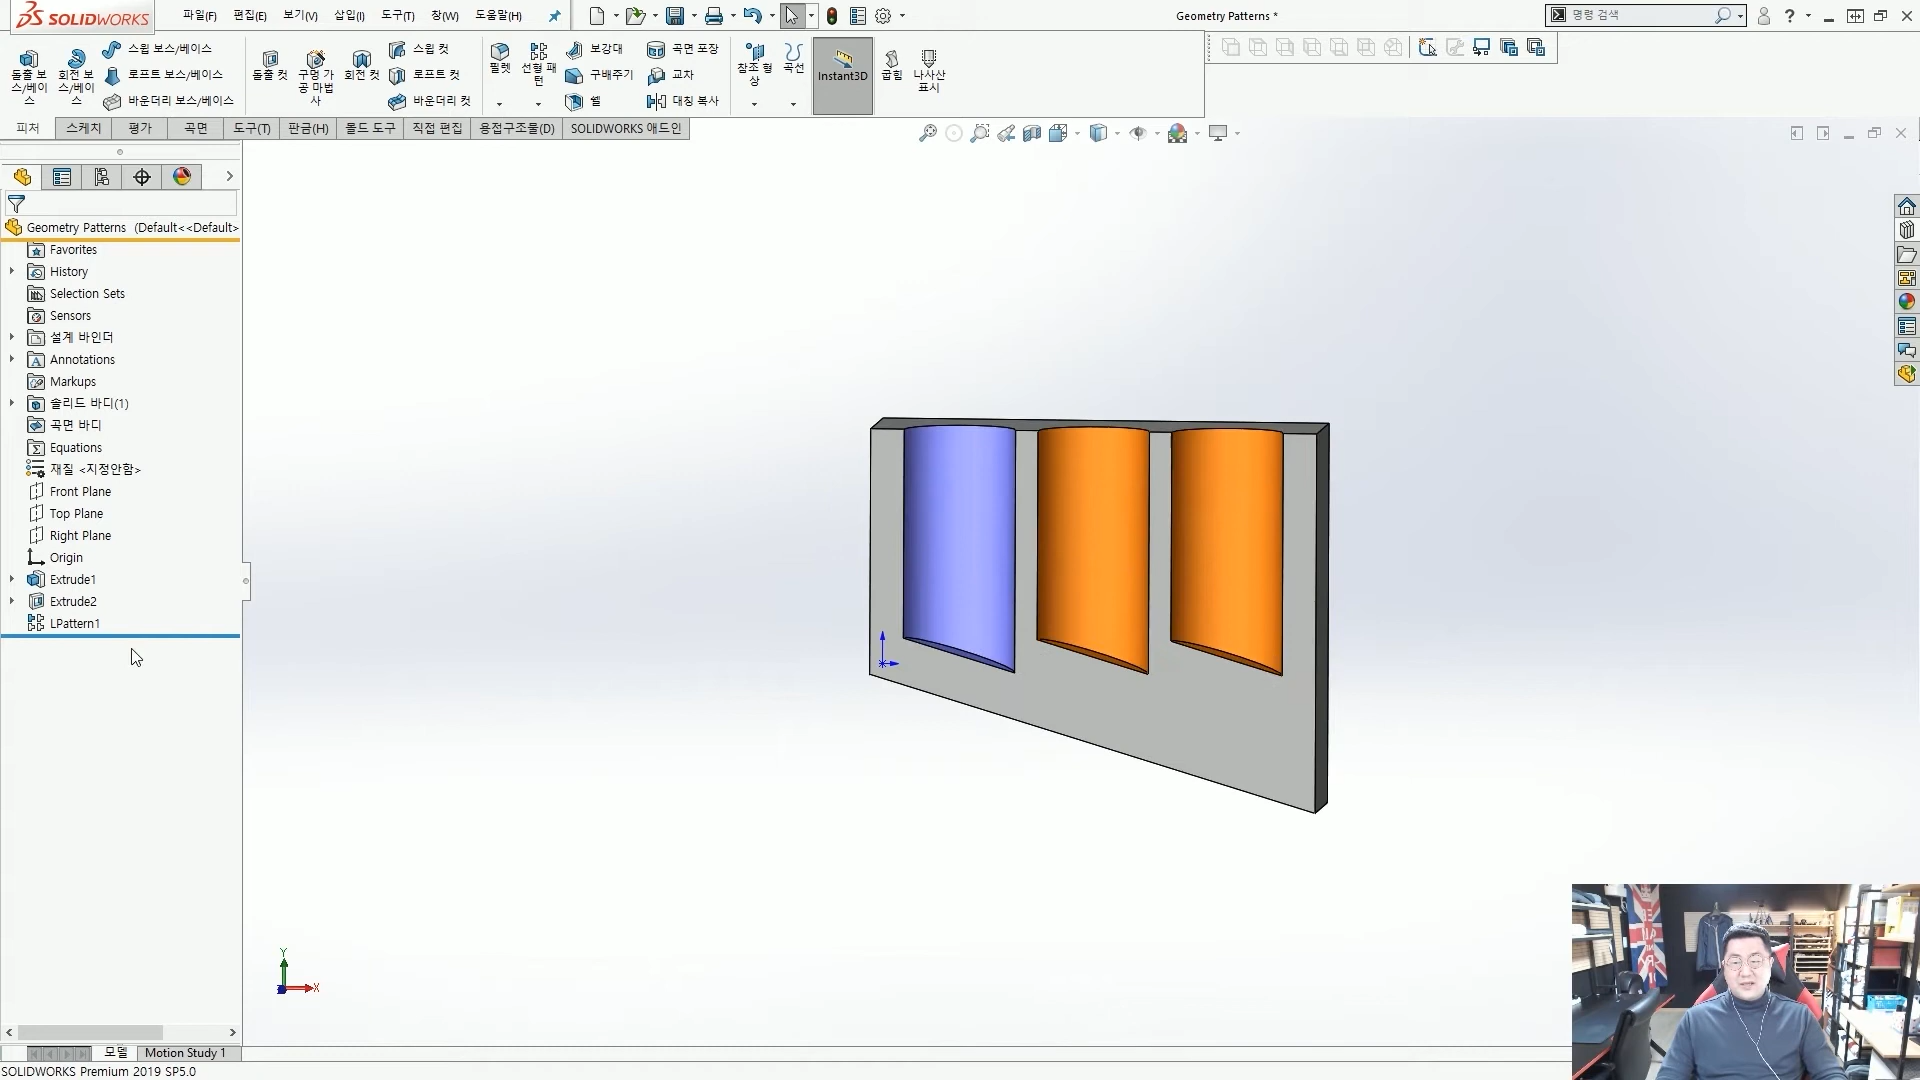 SOLIDWORKS
파일(F) 편집(E) 보기(V) 삽입(I) 도구(T) 창(W) 도움말(H)
Geometry Patterns *
명령 검색
돌출 보스/베이스
회전 보스/베이스
스윕 보스/베이스
로프트 보스/베이스
바운더리 보스/베이스
돌출 컷
구멍 가공 마법사
회전 컷
스윕 컷
로프트 컷
바운더리 컷
필렛
선형 패턴
보강대
구배주기
쉘
곡면 포장
교차
대칭 복사
참조 형상
곡선
Instant3D
굽힘
나사산 표시
피처 스케치 평가 곡면 도구(T) 판금(H) 몰드 도구 직접 편집 용접구조물(D) SOLIDWORKS 애드인
Geometry Patterns (Default<<Default>
Favorites
History
Selection Sets
Sensors
설계 바인더
Annotations
Markups
솔리드 바디(1)
곡면 바디
Equations
재질 <지정안함>
Front Plane
Top Plane
Right Plane
Origin
Extrude1
Extrude2
LPattern1
Y
X
모델 Motion Study 1
SOLIDWORKS Premium 2019 SP5.0